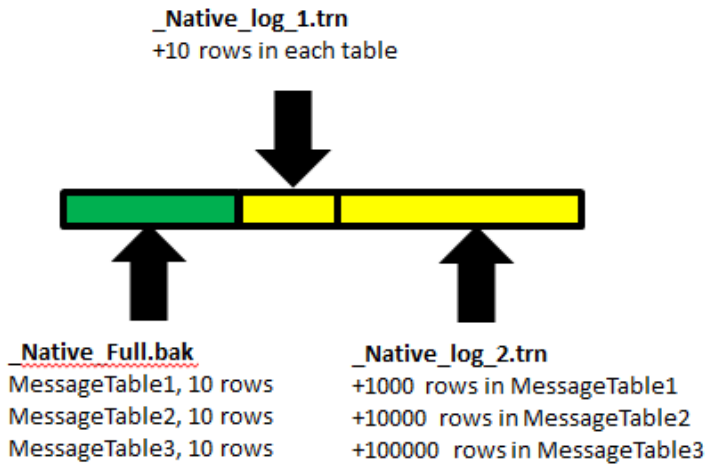 _Native_log_1.trn
+10 rows in each table
_Native_Full.bak
MessageTable1, 10 rows
MessageTable2, 10 rows
MessageTable3, 10 rows
_Native_log_2.trn
+1000 rows in MessageTable1
+10000 rows in MessageTable2
+100000 rows in MessageTable3